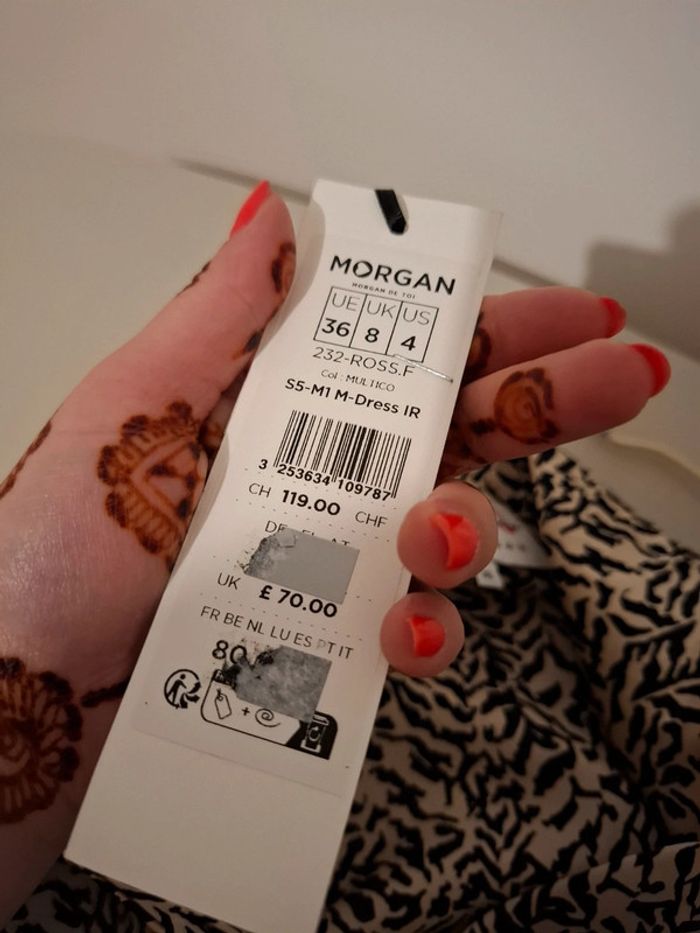 MORGAN
MORGAN DE TOI
UE UK US
36 8 4
232-ROSS.F
Col : MULTICO
S5-M1 M-Dress IR
3 253634 109787
CH 119.00 CHF
UK £ 70.00
FR BE NL LU ES PT IT
80
+